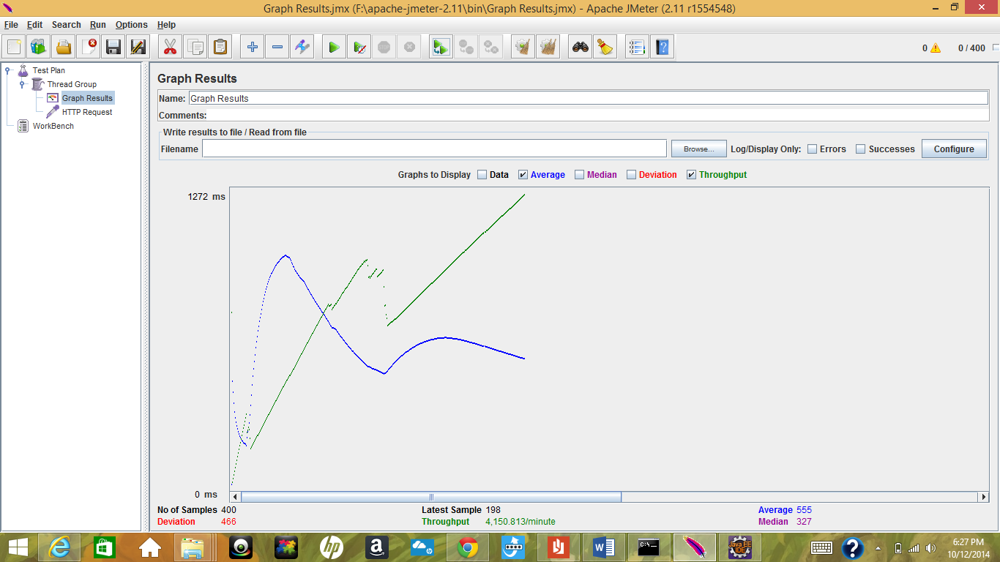 Graph Results.jmx (F:\apache-jmeter-2.11\bin\Graph Results.jmx) - Apache JMeter (2.11 r1554548)
File Edit Search Run Options Help
0 0 / 400
Test Plan
Thread Group
Graph Results
HTTP Request
WorkBench
Graph Results
Name: Graph Results
Comments:
Write results to file / Read from file
Filename Browse... Log/Display Only: Errors Successes Configure
Graphs to Display Data Average Median Deviation Throughput
1272 ms
0 ms
No of Samples 400 Latest Sample 198 Average 555
Deviation 466 Throughput 4,150.813/minute Median 327
hp
a
W
C:\
Java EE
IDE
6:27 PM
10/12/2014